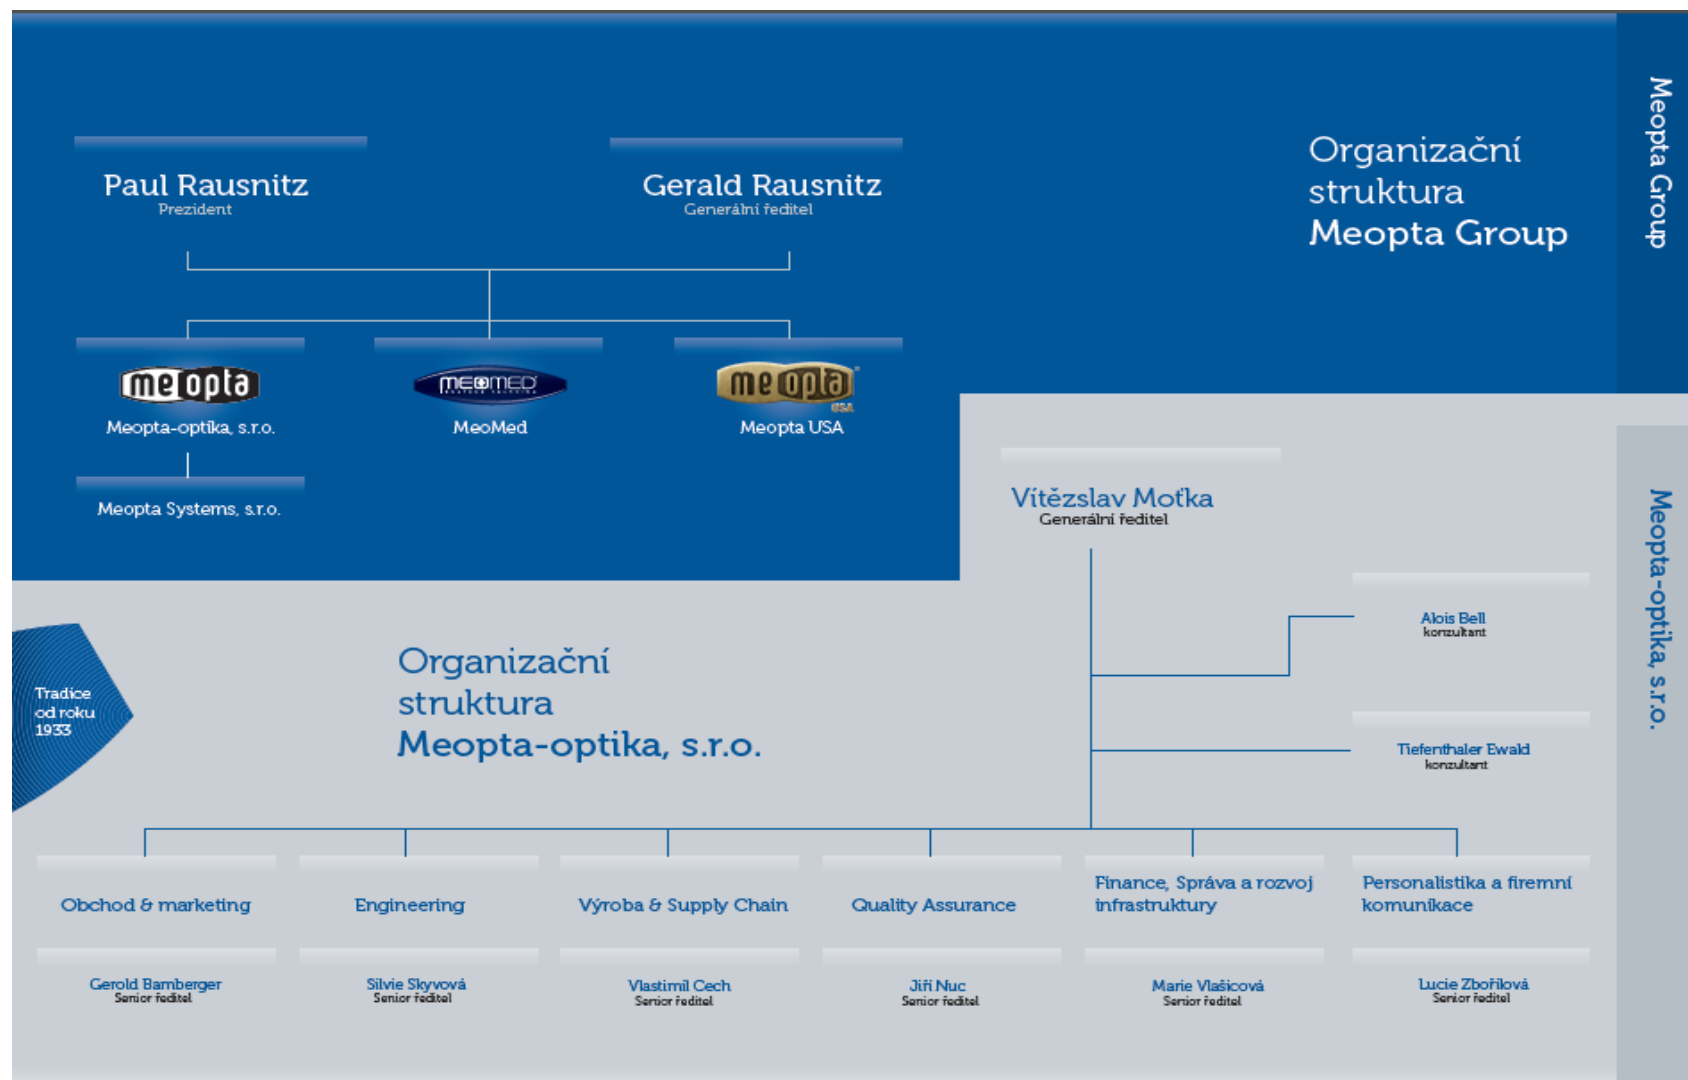 Meopta Group
Organizační
struktura
Meopta Group
Paul Rausnitz
Prezident
Gerald Rausnitz
Generální ředitel
meopta
Meopta-optika, s.r.o.
MEOMED
MeoMed
meopta
USA
Meopta USA
Meopta Systems, s.r.o.
Meopta-optika, s.r.o.
Vítězslav Moťka
Generální ředitel
Alois Bell
konzultant
Tiefenthaler Ewald
konzultant
Tradice
od roku
1933
Organizační
struktura
Meopta-optika, s.r.o.
Obchod & marketing
Engineering
Výroba & Supply Chain
Quality Assurance
Finance, Správa a rozvoj
infrastruktury
Personalistika a firemní
komunikace
Gerold Bamberger
Senior ředitel
Silvie Skyvová
Senior ředitel
Vlastimil Cech
Senior ředitel
Jiří Nuc
Senior ředitel
Marie Vlašicová
Senior ředitel
Lucie Zbořilová
Senior ředitel